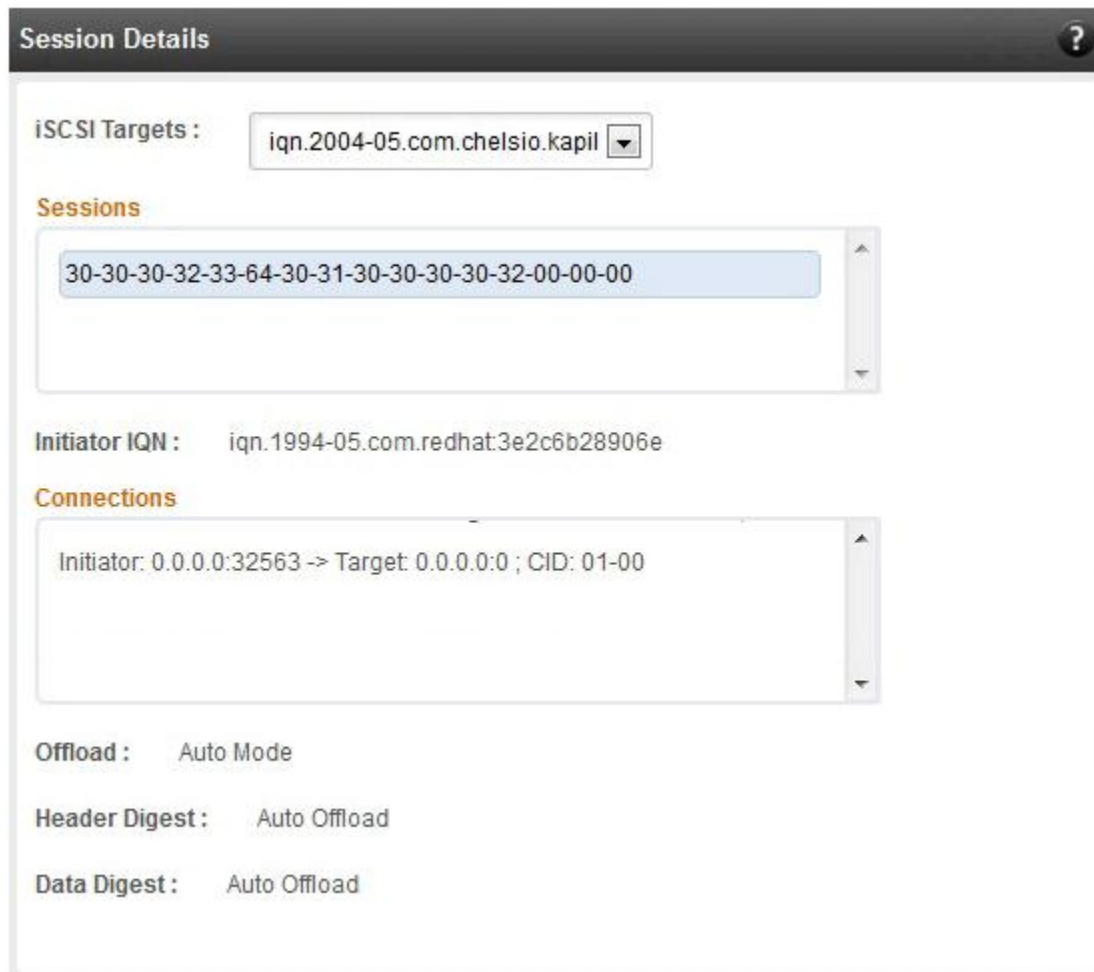 Session Details ?
iSCSI Targets : iqn.2004-05.com.chelsio.kapil
Sessions
30-30-30-32-33-64-30-31-30-30-30-30-32-00-00-00
Initiator IQN : iqn.1994-05.com.redhat:3e2c6b28906e
Connections
Initiator: 0.0.0.0:32563 -> Target: 0.0.0.0:0 ; CID: 01-00
Offload : Auto Mode
Header Digest : Auto Offload
Data Digest : Auto Offload